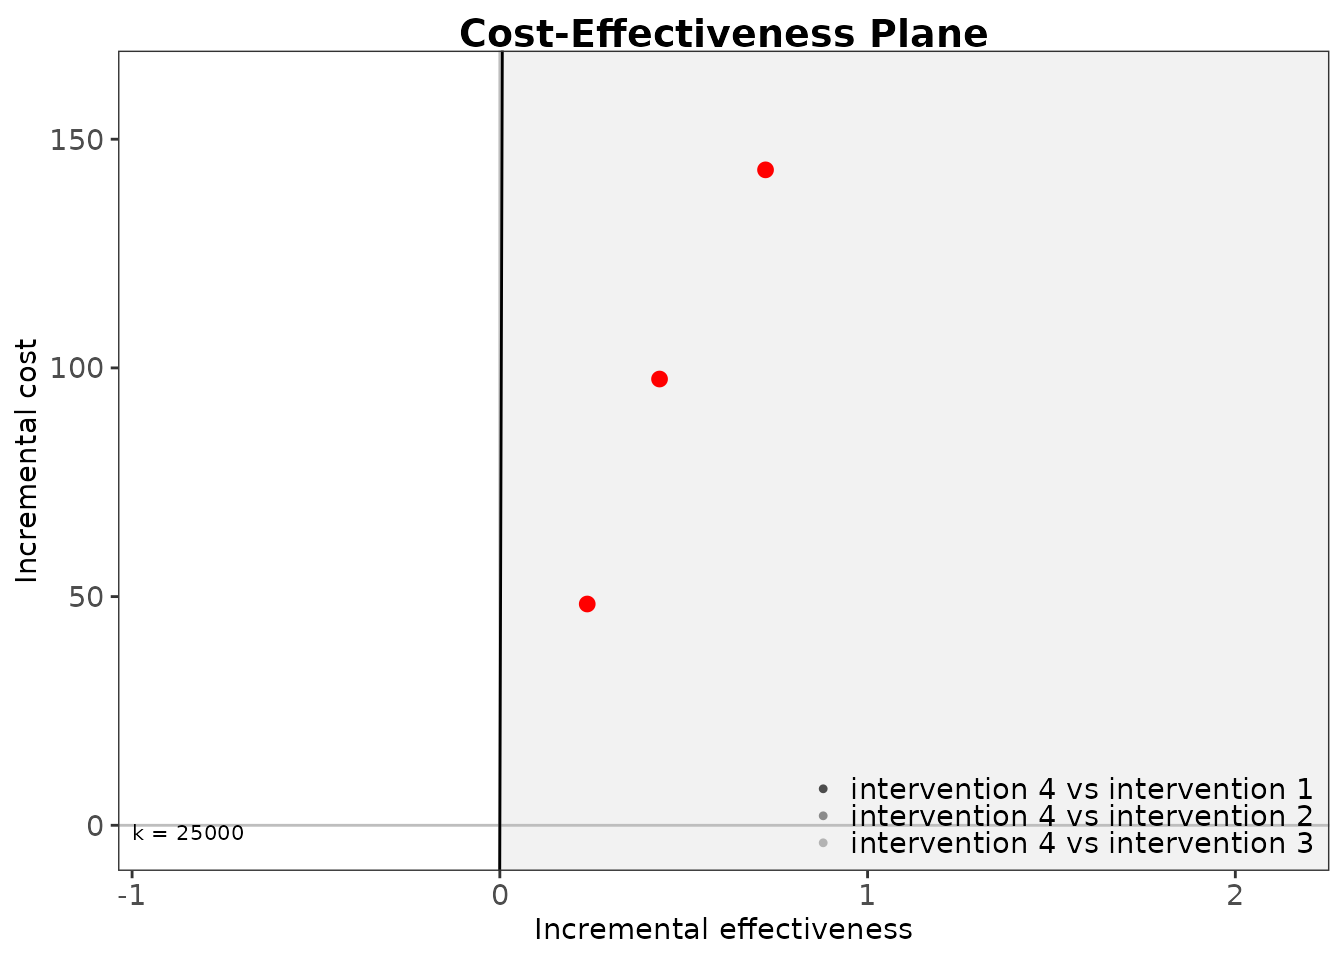 Cost-Effectiveness Plane
Incremental cost
150
100
50
0
k = 25000
intervention 4 vs intervention 1
intervention 4 vs intervention 2
intervention 4 vs intervention 3
-1
0
1
2
Incremental effectiveness